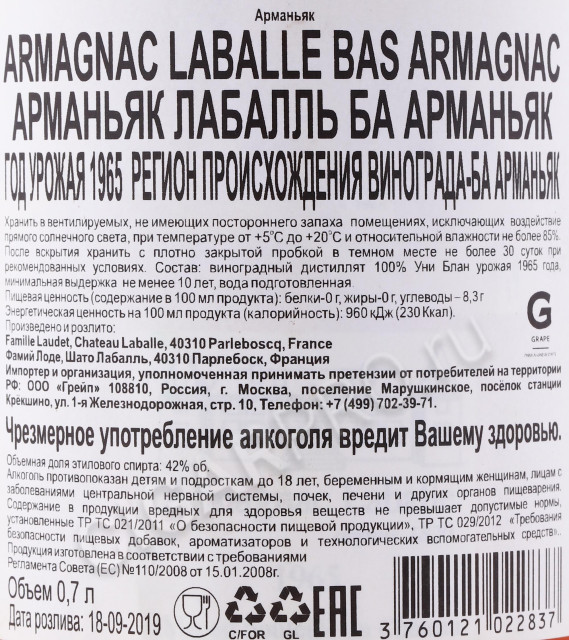 Арманьяк
ARMAGNAC LABALLE BAS ARMAGNAC
АРМАНЬЯК ЛАБАЛЛЬ БА АРМАНЬЯК
ГОД УРОЖАЯ 1965 РЕГИОН ПРОИСХОЖДЕНИЯ ВИНОГРАДА-БА АРМАНЬЯК
Хранить в вентилируемых, не имеющих постороннего запаха помещениях, исключающих воздействие
прямого солнечного света, при температуре от +5°С до +20°С и относительной влажности не более 85%.
После вскрытия хранить с плотно закрытой пробкой в темном месте не более 30 суток при
рекомендованных условиях. Состав: виноградный дистиллят 100% Уни Блан урожая 1965 года,
минимальная выдержка не менее 10 лет, вода подготовленная.
Пищевая ценность (содержание в 100 мл продукта): белки-0 г, жиры-0 г, углеводы – 8,3 г
Энергетическая ценность на 100 мл продукта (калорийность): 960 кДж (230 Ккал).
Произведено и розлито:
G
GRAPE
Famille Laudet, Chateau Laballe, 40310 Parleboscq, France
Фамий Лоде, Шато Лабалль, 40310 Парлебоск, Франция
Импортер и организация, уполномоченная принимать претензии от потребителей на территории
РФ: ООО «Грейп» 108810, Россия, г. Москва, поселение Марушкинское, посёлок станции
Крёкшино, ул. 1-я Железнодорожная, стр. 10, Телефон: +7 (499) 702-39-71.
Чрезмерное употребление алкоголя вредит Вашему здоровью.
Объемная доля этилового спирта: 42% об.
Алкоголь противопоказан детям и подросткам до 18 лет, беременным и кормящим женщинам, лицам с
заболеваниями центральной нервной системы, почек, печени и других органов пищеварения.
Содержание в продукции вредных для здоровья веществ не превышает допустимые нормы,
установленные ТР ТС 021/2011 «О безопасности пищевой продукции», ТР ТС 029/2012 «Требования
безопасности пищевых добавок, ароматизаторов и технологических вспомогательных средств».
Продукция изготовлена в соответствии с требованиями
Регламента Совета (ЕС) №110/2008 от 15.01.2008г.
Объем 0,7 л
Дата розлива: 18-09-2019
C/FOR GL
EAC
3 760121 022837